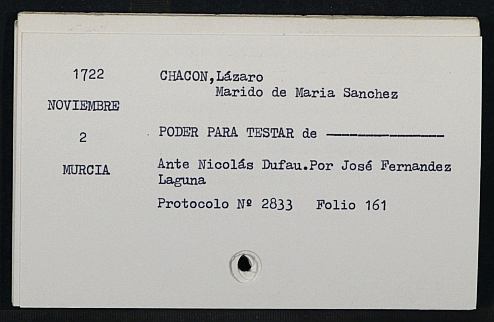 1722
NOVIEMBRE
2
MURCIA
CHACON,Lázaro
Marido de Maria Sanchez
PODER PARA TESTAR de ---------------
Ante Nicolás Dufau.Por José Fernandez
Laguna
Protocolo Nº 2833 Folio 161